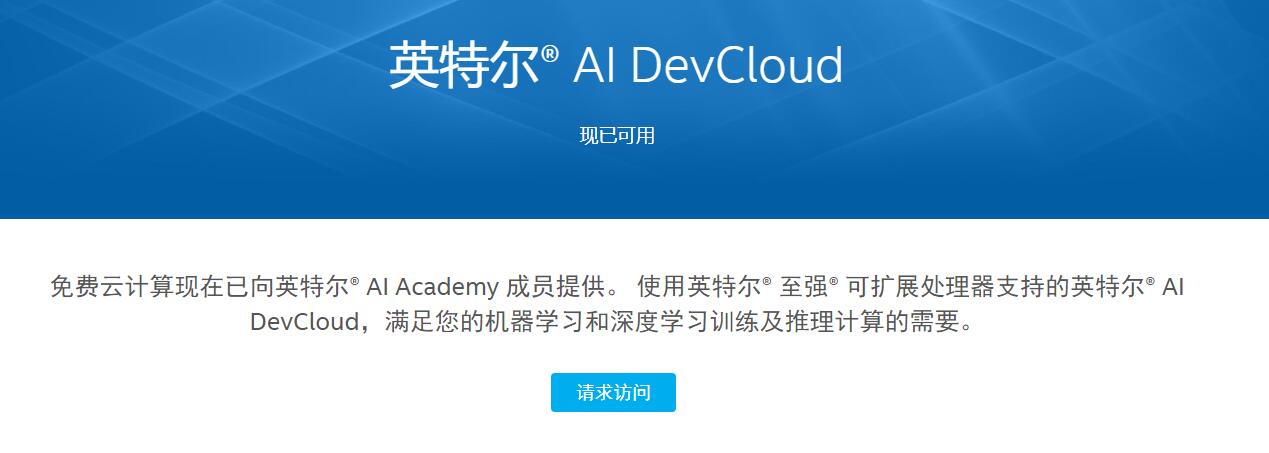 英特尔® AI DevCloud
现已可用
免费云计算现在已向英特尔® AI Academy 成员提供。 使用英特尔® 至强® 可扩展处理器支持的英特尔® AI
DevCloud，满足您的机器学习和深度学习训练及推理计算的需要。
请求访问